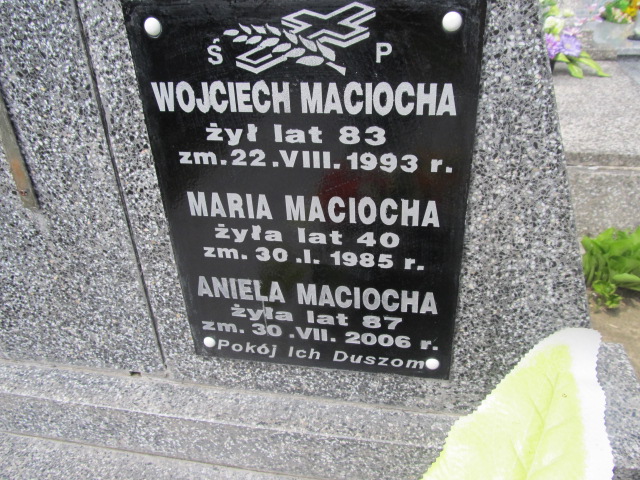 Ś P
WOJCIECH MACIOCHA
żył lat 83
zm. 22. VIII. 1993 r.
MARIA MACIOCHA
żyła lat 40
zm. 30 .I. 1985 r.
ANIELA MACIOCHA
żyła lat 87
zm. 30 .VII. 2006 r.
Pokój Ich Duszom